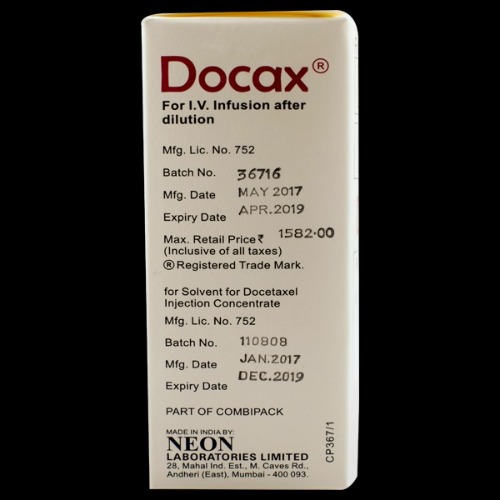 Docax®
For I.V. Infusion after
dilution
Mfg. Lic. No. 752
Batch No. 36716
Mfg. Date MAY 2017
Expiry Date APR.2019
Max. Retail Price₹ 1582.00
(Inclusive of all taxes)
® Registered Trade Mark.
for Solvent for Docetaxel
Injection Concentrate
Mfg. Lic. No. 752
Batch No. 110808
Mfg. Date JAN.2017
Expiry Date DEC.2019
PART OF COMBIPACK
MADE IN INDIA BY:
NEON
LABORATORIES LIMITED
28, Mahal Ind. Est., M. Caves Rd.,
Andheri (East), Mumbai - 400 093.
CP367/1